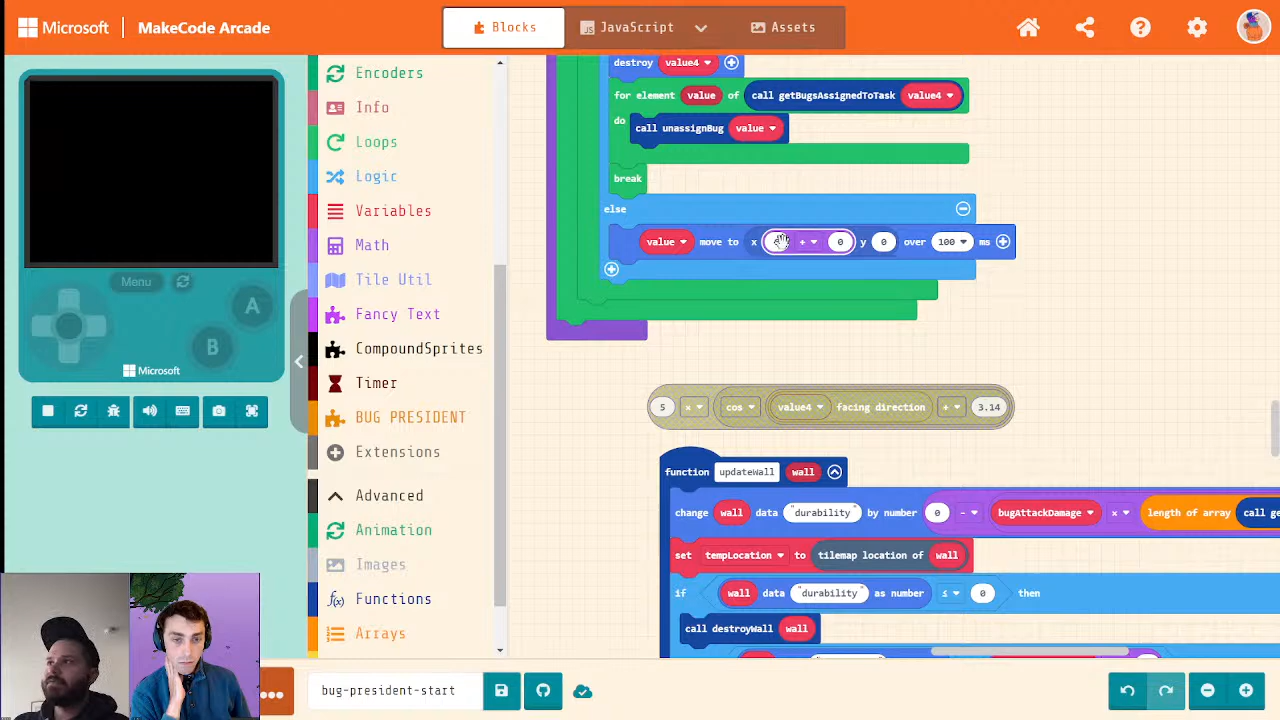 Microsoft
MakeCode Arcade
Blocks
JavaScript
Assets
Menu
A
B
Microsoft
Encoders
Info
Loops
Logic
Variables
Math
Tile Util
Fancy Text
CompoundSprites
Timer
BUG PRESIDENT
Extensions
Advanced
Animation
Images
Functions
Arrays
destroy value4
for element value of call getBugsAssignedToTask value4
do call unassignBug value
break
else
value move to x + 0 y 0 over 100 ms
5 × cos value4 facing direction + 3.14
function updateWall wall
change wall data "durability" by number 0 - bugAttackDamage × length of array call ge
set tempLocation to tilemap location of wall
if wall data "durability" as number ≤ 0 then
call destroyWall wall
bug-president-start